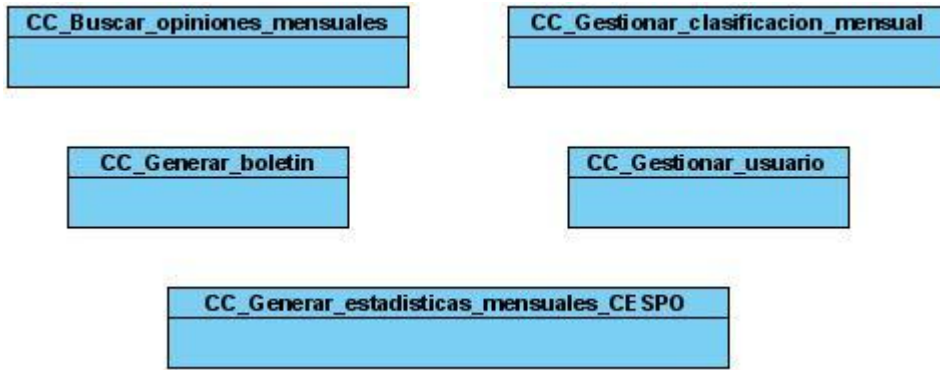 CC_Buscar_opiniones_mensuales
CC_Gestionar_clasificacion_mensual
CC_Generar_boletin
CC_Gestionar_usuario
CC_Generar_estadisticas_mensuales_CESPO